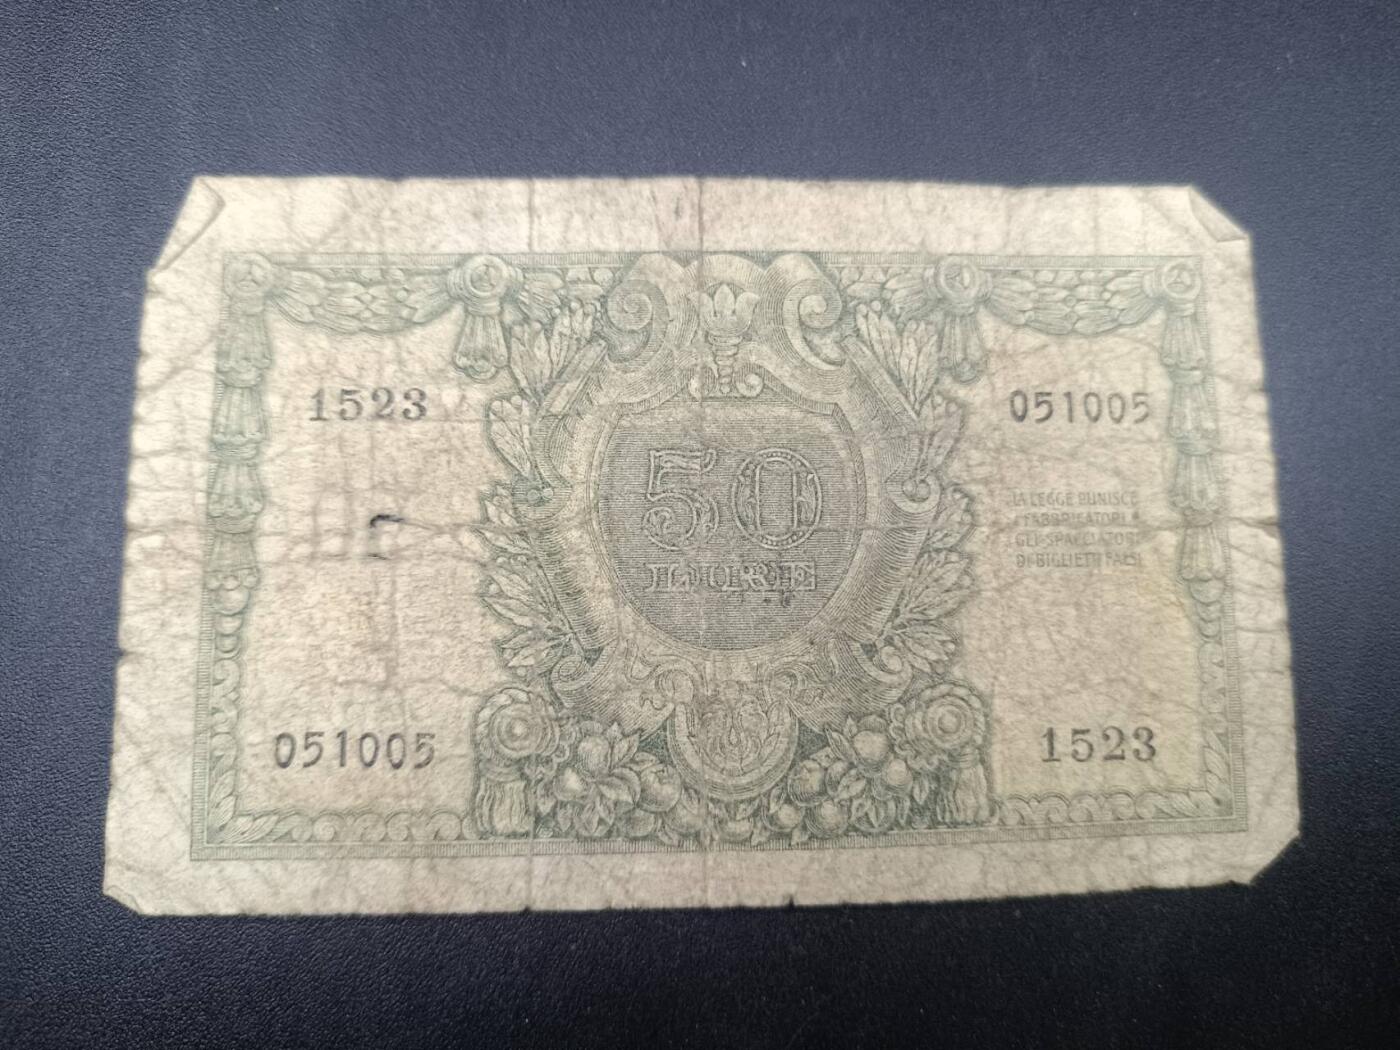 1523
051005
50
LIRE
LA LEGGE PUNISCE
I FABBRICATORI E
GLI SPACCIATORI
DI BIGLIETTI FALSI
051005
1523